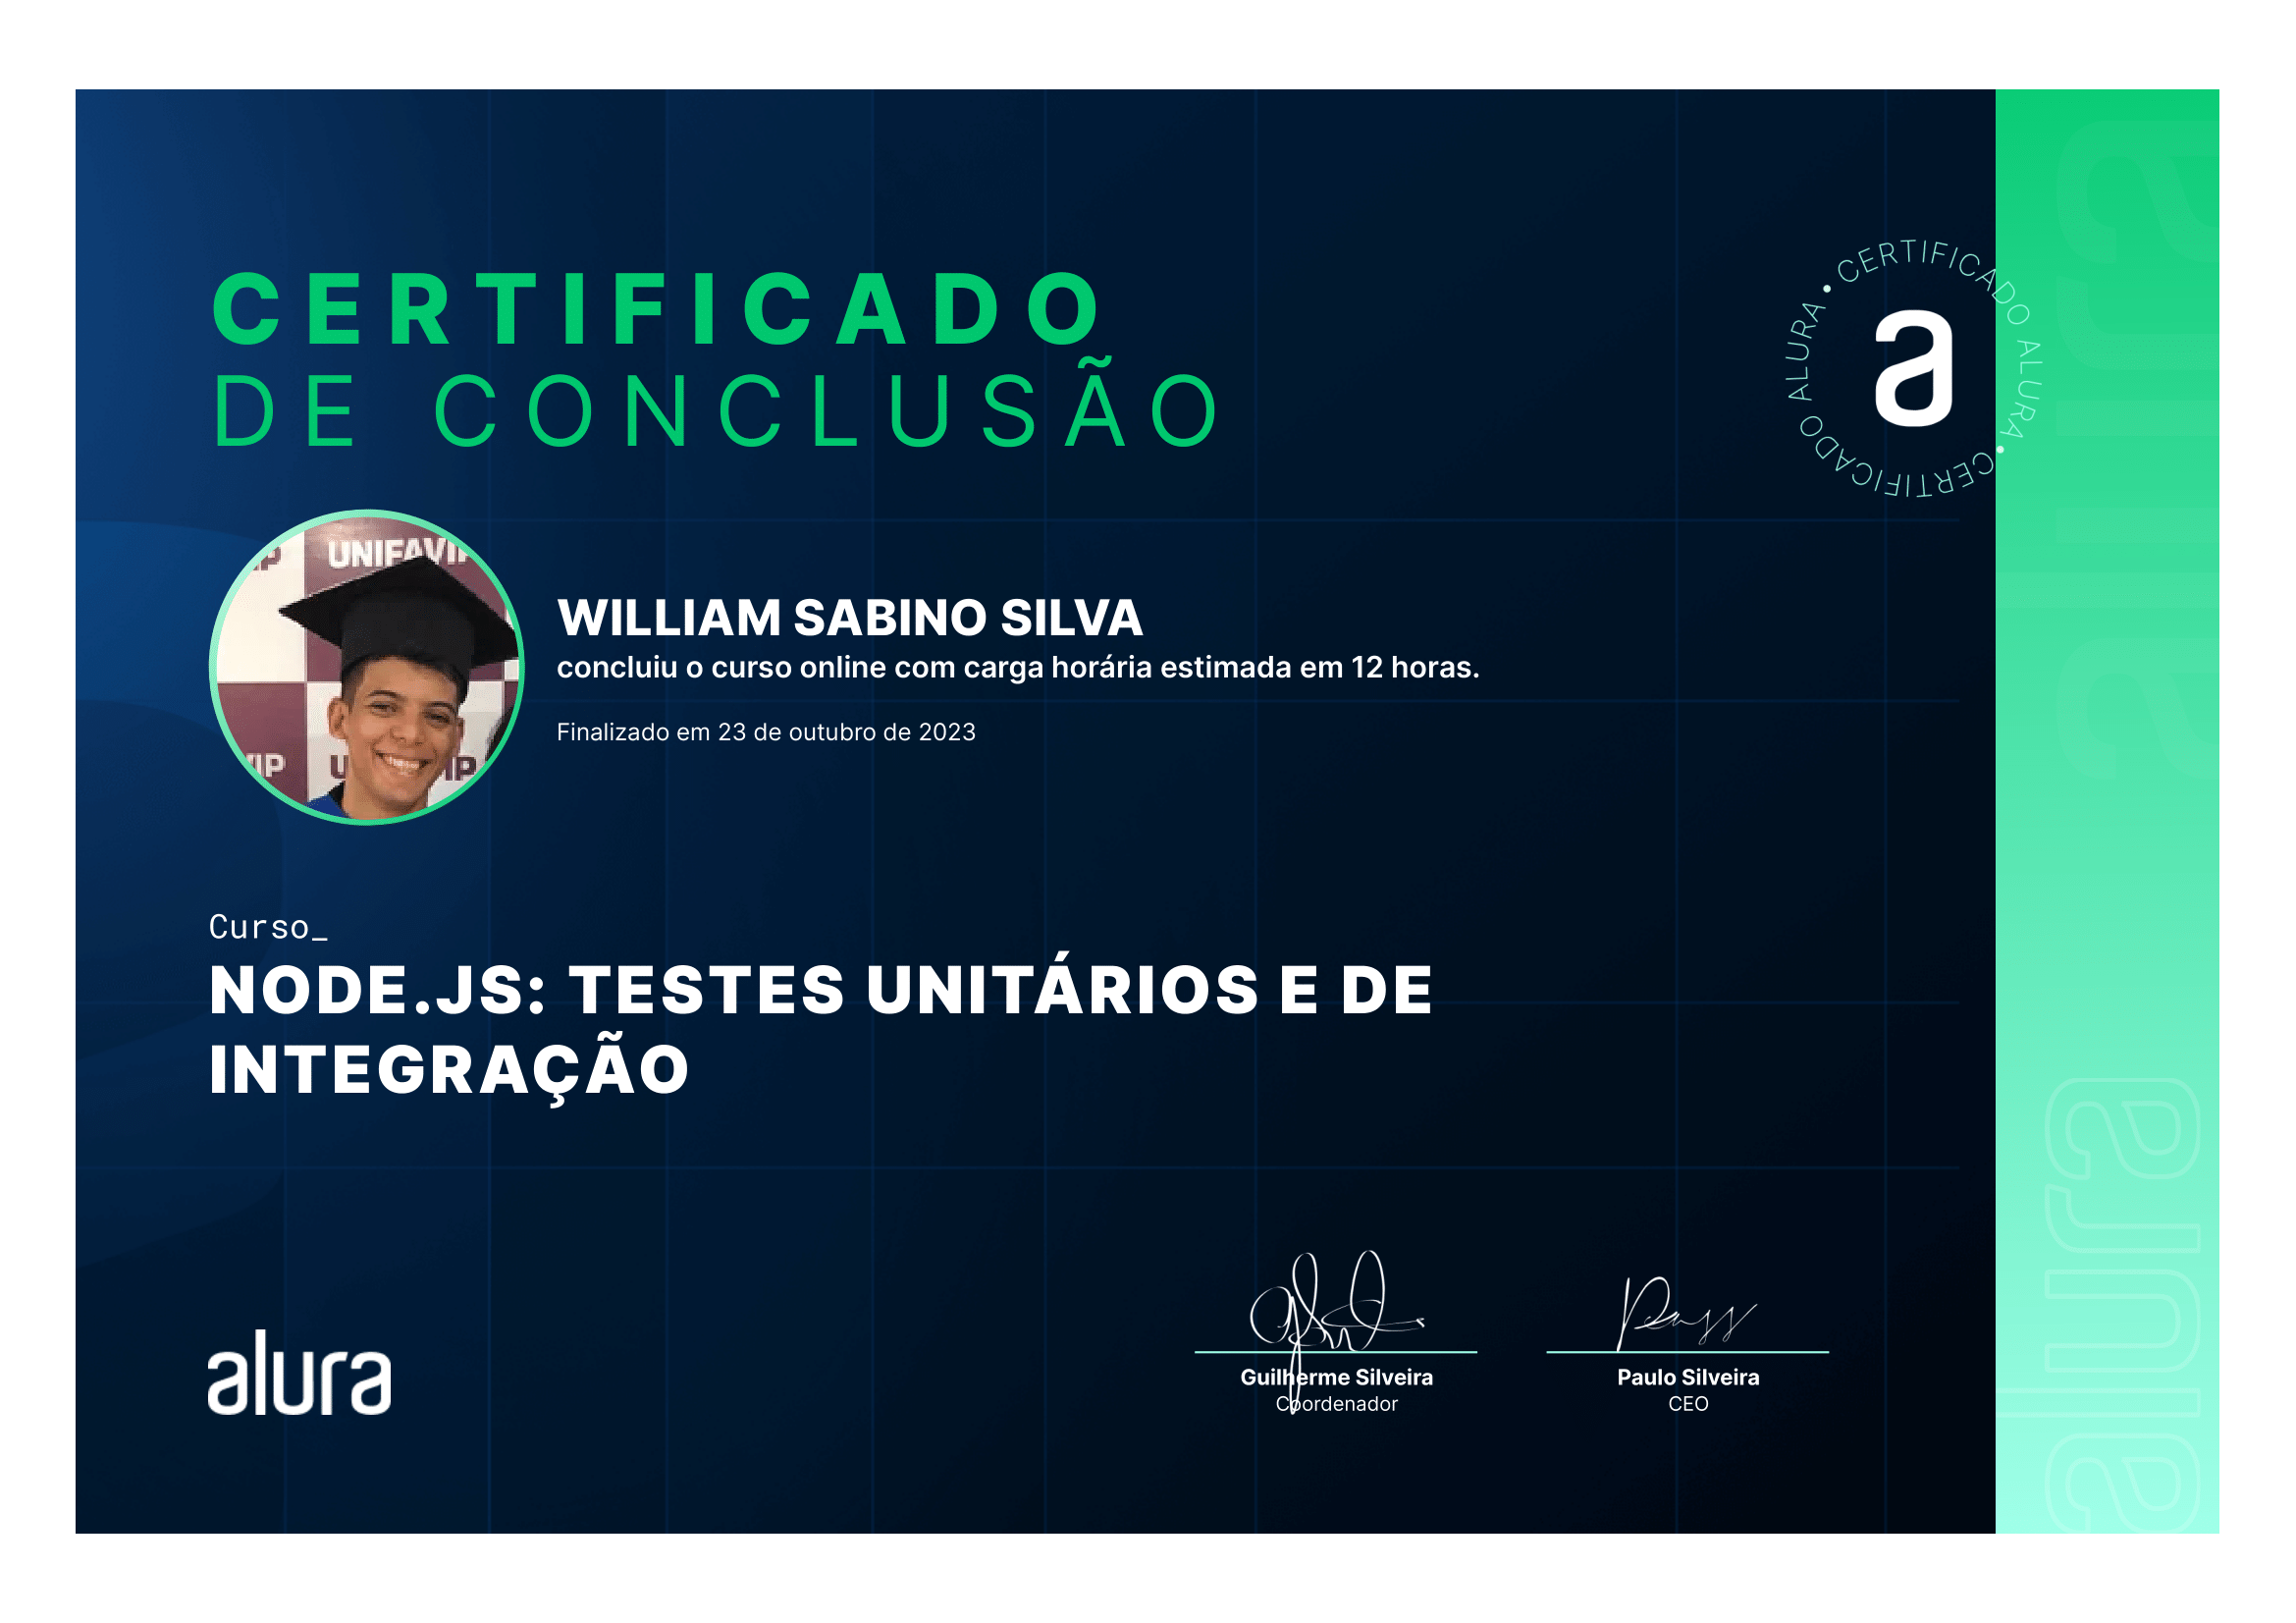 CERTIFICADO
DE CONCLUSÃO
CERTIFICADO ALURA • CERTIFICADO ALURA •
a
UNIFAVIP
WILLIAM SABINO SILVA
concluiu o curso online com carga horária estimada em 12 horas.
Finalizado em 23 de outubro de 2023
Curso_
NODE.JS: TESTES UNITÁRIOS E DE
INTEGRAÇÃO
alura
Guilherme Silveira
Coordenador
Paulo Silveira
CEO
alura
alura